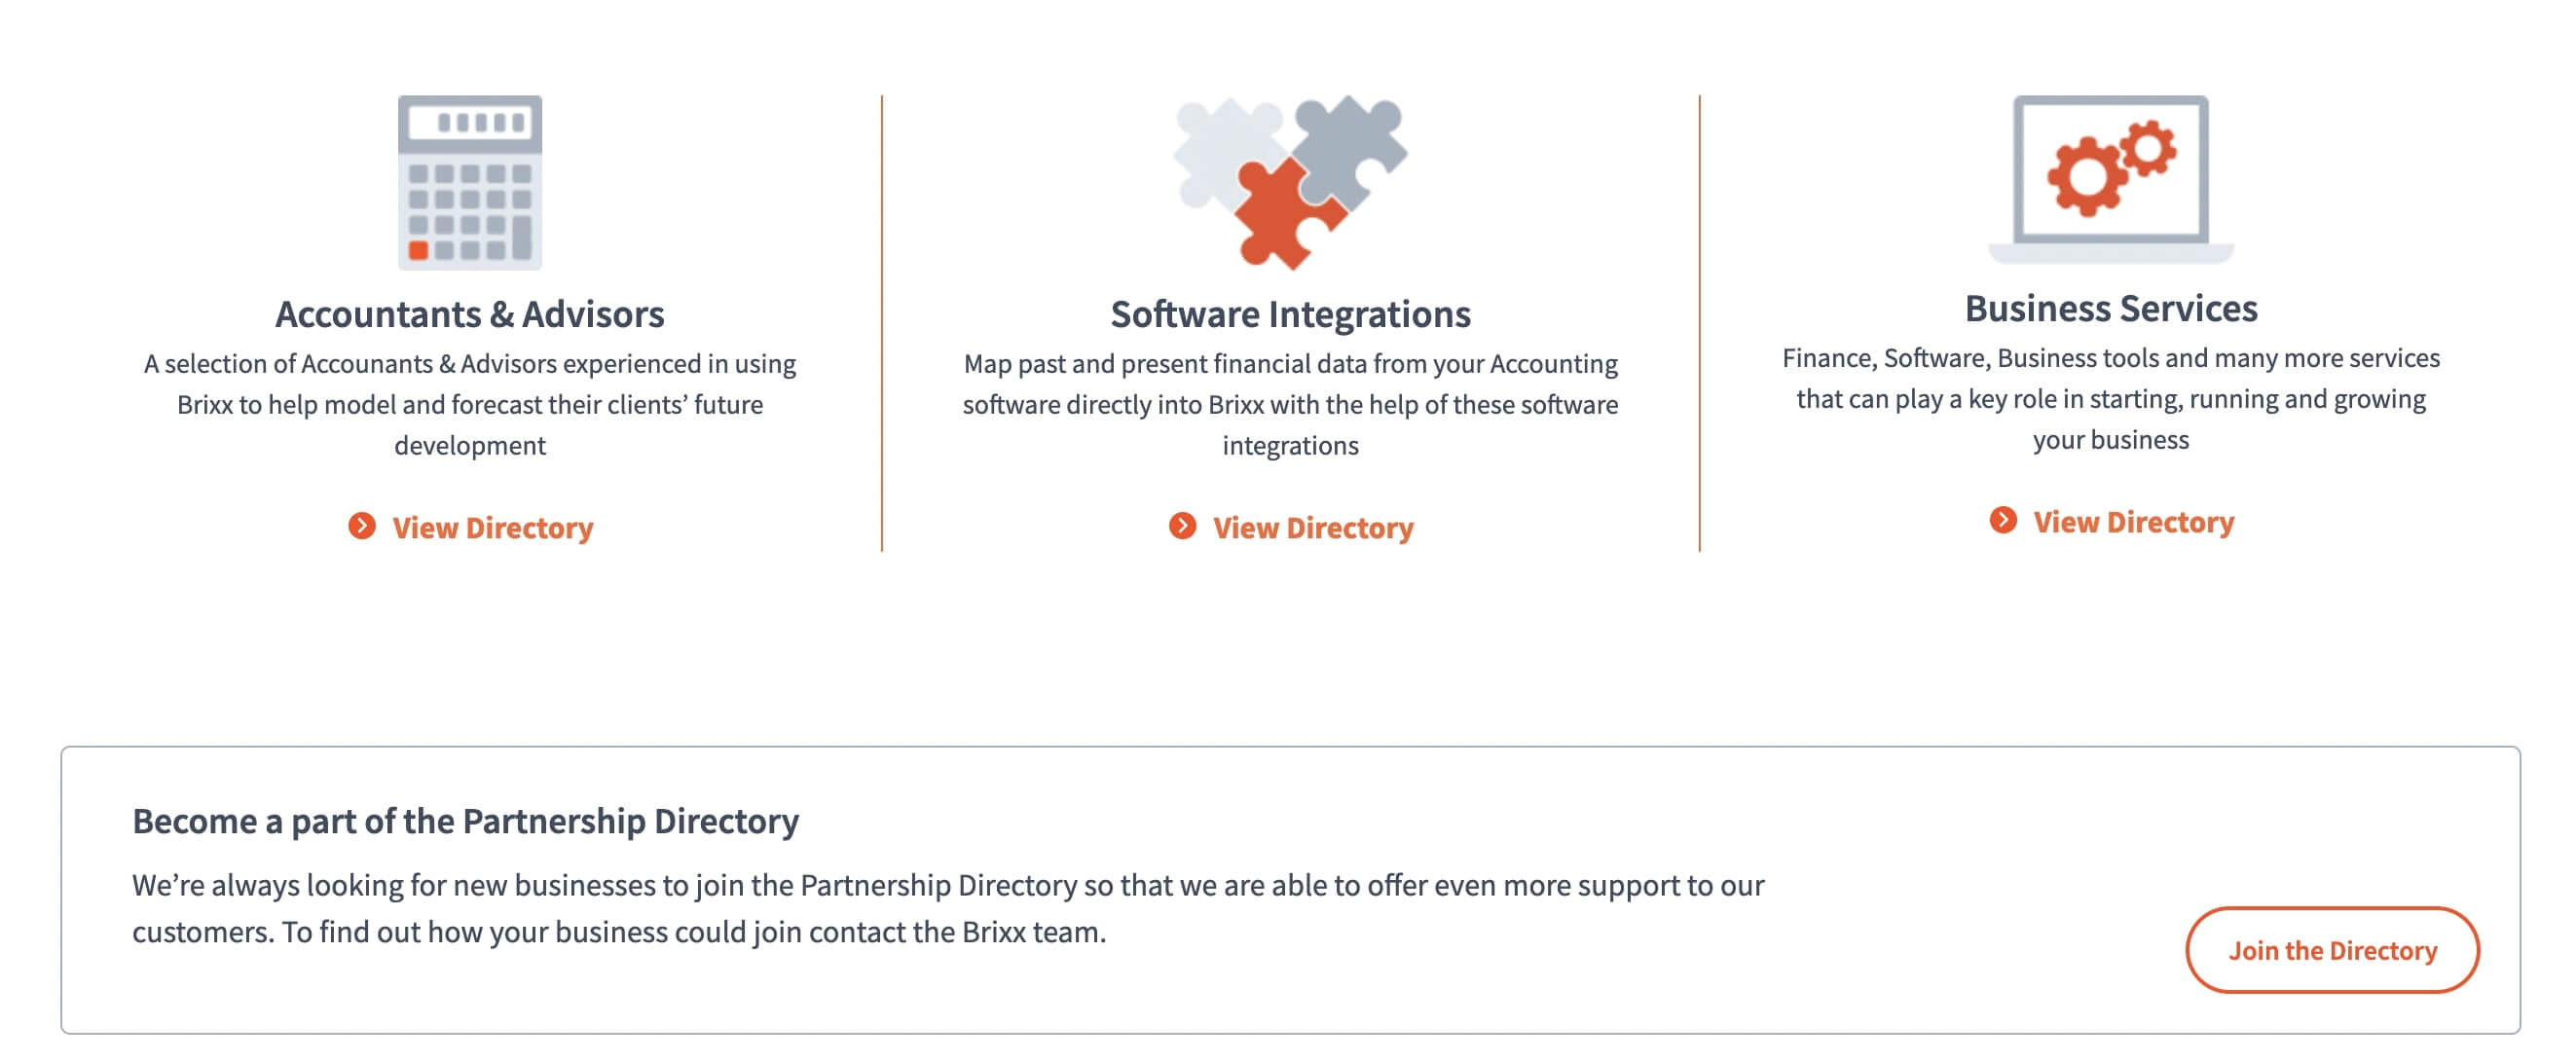 Accountants & Advisors
A selection of Accounants & Advisors experienced in using
Brixx to help model and forecast their clients’ future
development
View Directory
Software Integrations
Map past and present financial data from your Accounting
software directly into Brixx with the help of these software
integrations
View Directory
Business Services
Finance, Software, Business tools and many more services
that can play a key role in starting, running and growing
your business
View Directory
Become a part of the Partnership Directory
We’re always looking for new businesses to join the Partnership Directory so that we are able to offer even more support to our
customers. To find out how your business could join contact the Brixx team.
Join the Directory